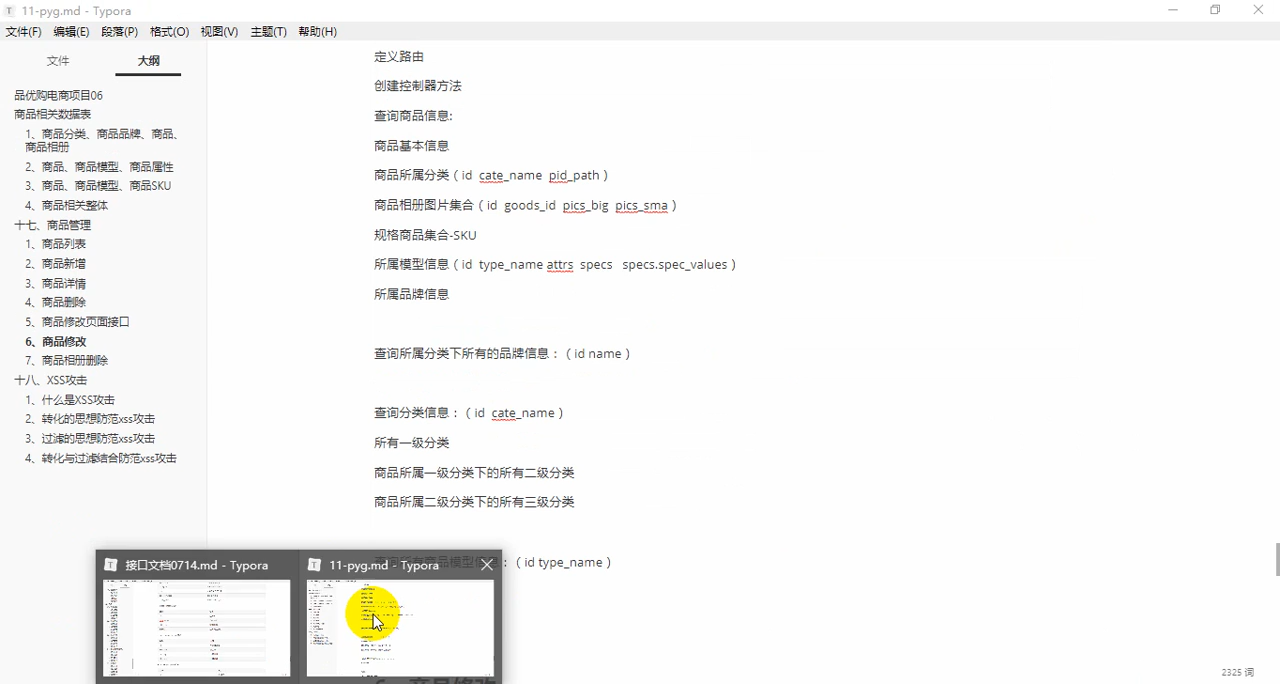 11-pyg.md - Typora
文件(F) 编辑(E) 段落(P) 格式(O) 视图(V) 主题(T) 帮助(H)
文件 大纲
品优购电商项目06
商品相关数据表
1、商品分类、商品品牌、商品、
商品相册
2、商品、商品模型、商品属性
3、商品、商品模型、商品SKU
4、商品相关整体
十七、商品管理
1、商品列表
2、商品新增
3、商品详情
4、商品删除
5、商品修改页面接口
6、商品修改
7、商品相册删除
十八、XSS攻击
1、什么是XSS攻击
2、转化的思想防范xss攻击
3、过滤的思想防范xss攻击
4、转化与过滤结合防范xss攻击
定义路由
创建控制器方法
查询商品信息:
商品基本信息
商品所属分类（id cate_name pid_path）
商品相册图片集合（id goods_id pics_big pics_sma）
规格商品集合-SKU
所属模型信息（id type_name attrs specs specs.spec_values）
所属品牌信息
查询所属分类下所有的品牌信息：（id name）
查询分类信息：（id cate_name）
所有一级分类
商品所属一级分类下的所有二级分类
商品所属二级分类下的所有三级分类
查询所有商品模型信息：（id type_name）
接口文档0714.md - Typora
11-pyg.md - Typora
6、商品修改
2325 词